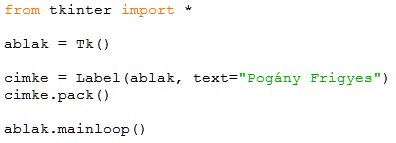 from tkinter import *
ablak = Tk()
cimke = Label(ablak, text="Pogány Frigyes")
cimke.pack()
ablak.mainloop()